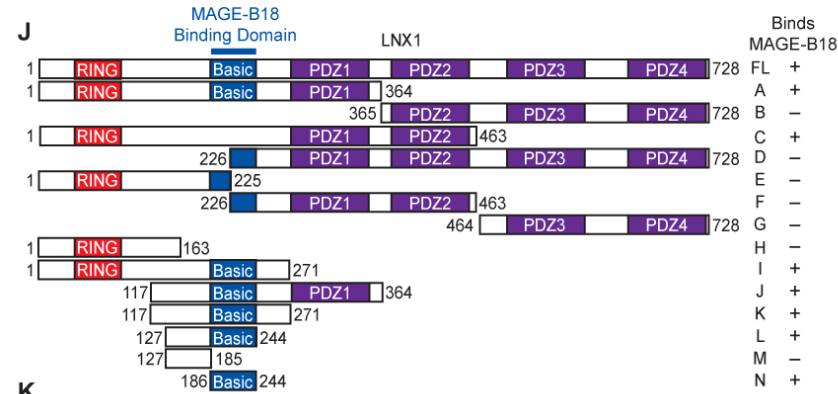 J
MAGE-B18
Binding Domain
LNX1
Binds
MAGE-B18
1 RING Basic PDZ1 PDZ2 PDZ3 PDZ4 728 FL +
1 RING Basic PDZ1 364 A +
365 PDZ2 PDZ3 PDZ4 728 B –
1 RING PDZ1 PDZ2 463 C +
226 PDZ1 PDZ2 PDZ3 PDZ4 728 D –
1 RING 225 E –
226 PDZ1 PDZ2 463 F –
464 PDZ3 PDZ4 728 G –
1 RING 163 H –
1 RING Basic 271 I +
117 Basic PDZ1 364 J +
117 Basic 271 K +
127 Basic 244 L +
127 185 M –
186 Basic 244 N +
K